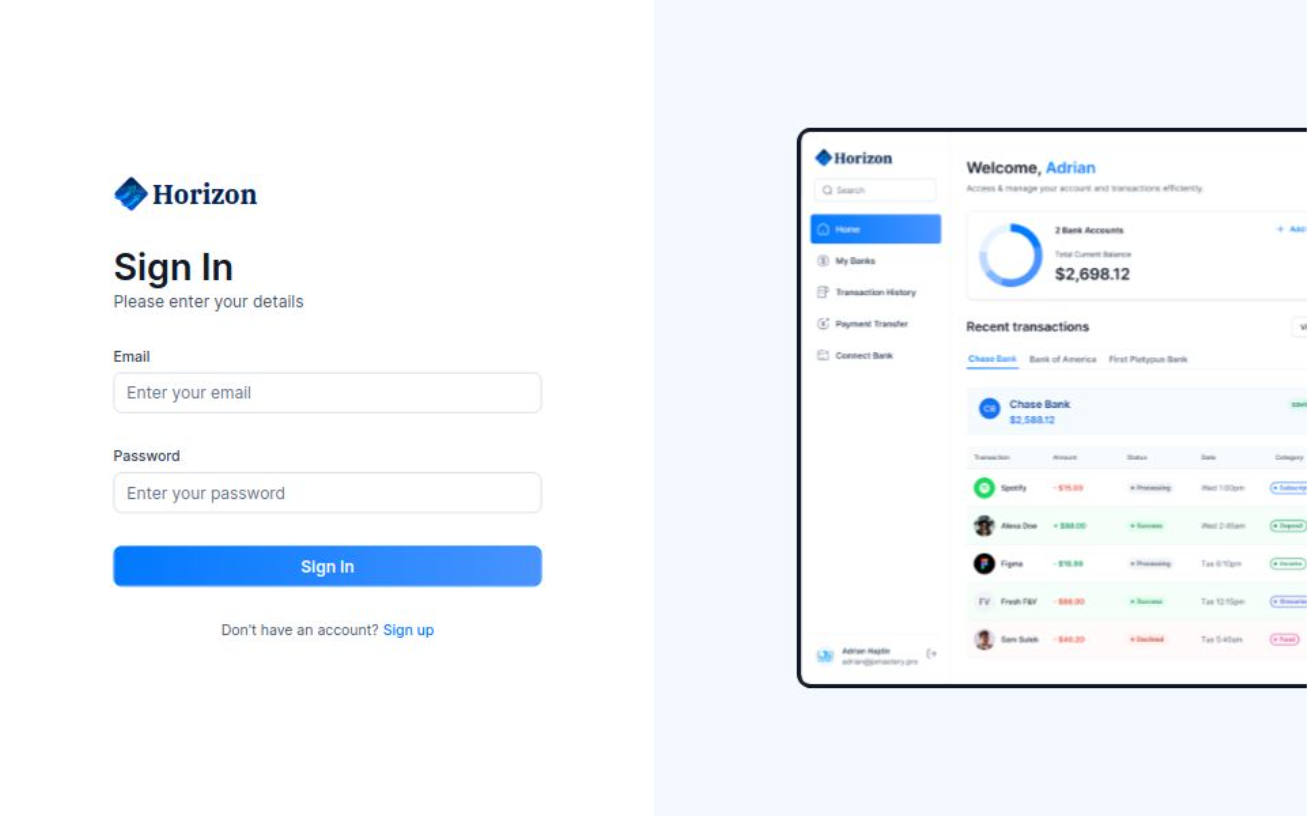 Horizon
Sign In
Please enter your details
Email
Enter your email
Password
Enter your password
Sign In
Don't have an account? Sign up
Horizon
Search
Home
My Banks
Transaction History
Payment Transfer
Connect Bank
Adrian Hajdin
Welcome, Adrian
Access & manage your account and transactions efficiently.
2 Bank Accounts
+ Add
Total Current Balance
$2,698.12
Recent transactions
Chase Bank Bank of America First Platypus Bank
CB Chase Bank
$2,588.12
Transaction Amount Status Date Category
Spotify - $15.00 Processing Wed 1:00pm
Alexa Doe + $88.00 Success Wed 2:45am Deposit
Figma - $18.99 Processing Tue 6:10pm Income
FV Fresh F&V - $88.00 Success Tue 12:15pm Groceries
Sam Sulek - $40.20 Declined Tue 5:40am Food